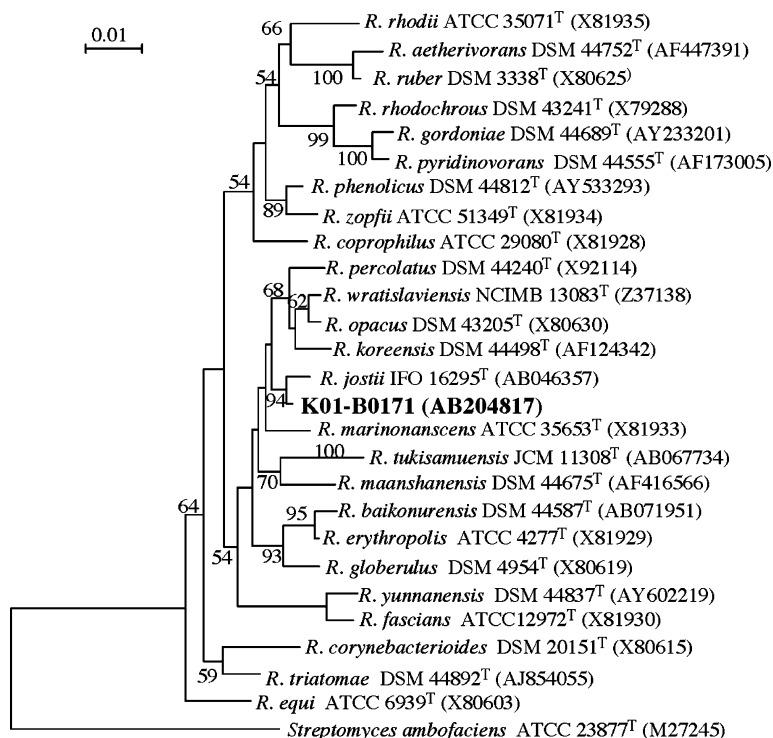 0.01
66
R. rhodii ATCC 35071T (X81935)
R. aetherivorans DSM 44752T (AF447391)
100
54
R. ruber DSM 3338T (X80625)
R. rhodochrous DSM 43241T (X79288)
99
R. gordoniae DSM 44689T (AY233201)
100
R. pyridinovorans DSM 44555T (AF173005)
54
R. phenolicus DSM 44812T (AY533293)
89
R. zopfii ATCC 51349T (X81934)
R. coprophilus ATCC 29080T (X81928)
R. percolatus DSM 44240T (X92114)
68
62
R. wratislaviensis NCIMB 13083T (Z37138)
R. opacus DSM 43205T (X80630)
R. koreensis DSM 44498T (AF124342)
R. jostii IFO 16295T (AB046357)
94
K01-B0171 (AB204817)
R. marinonanscens ATCC 35653T (X81933)
100
R. tukisamuensis JCM 11308T (AB067734)
70
R. maanshanensis DSM 44675T (AF416566)
64
95
R. baikonurensis DSM 44587T (AB071951)
R. erythropolis ATCC 4277T (X81929)
54
93
R. globerulus DSM 4954T (X80619)
R. yunnanensis DSM 44837T (AY602219)
R. fascians ATCC12972T (X81930)
R. corynebacterioides DSM 20151T (X80615)
59
R. triatomae DSM 44892T (AJ854055)
R. equi ATCC 6939T (X80603)
Streptomyces ambofaciens ATCC 23877T (M27245)